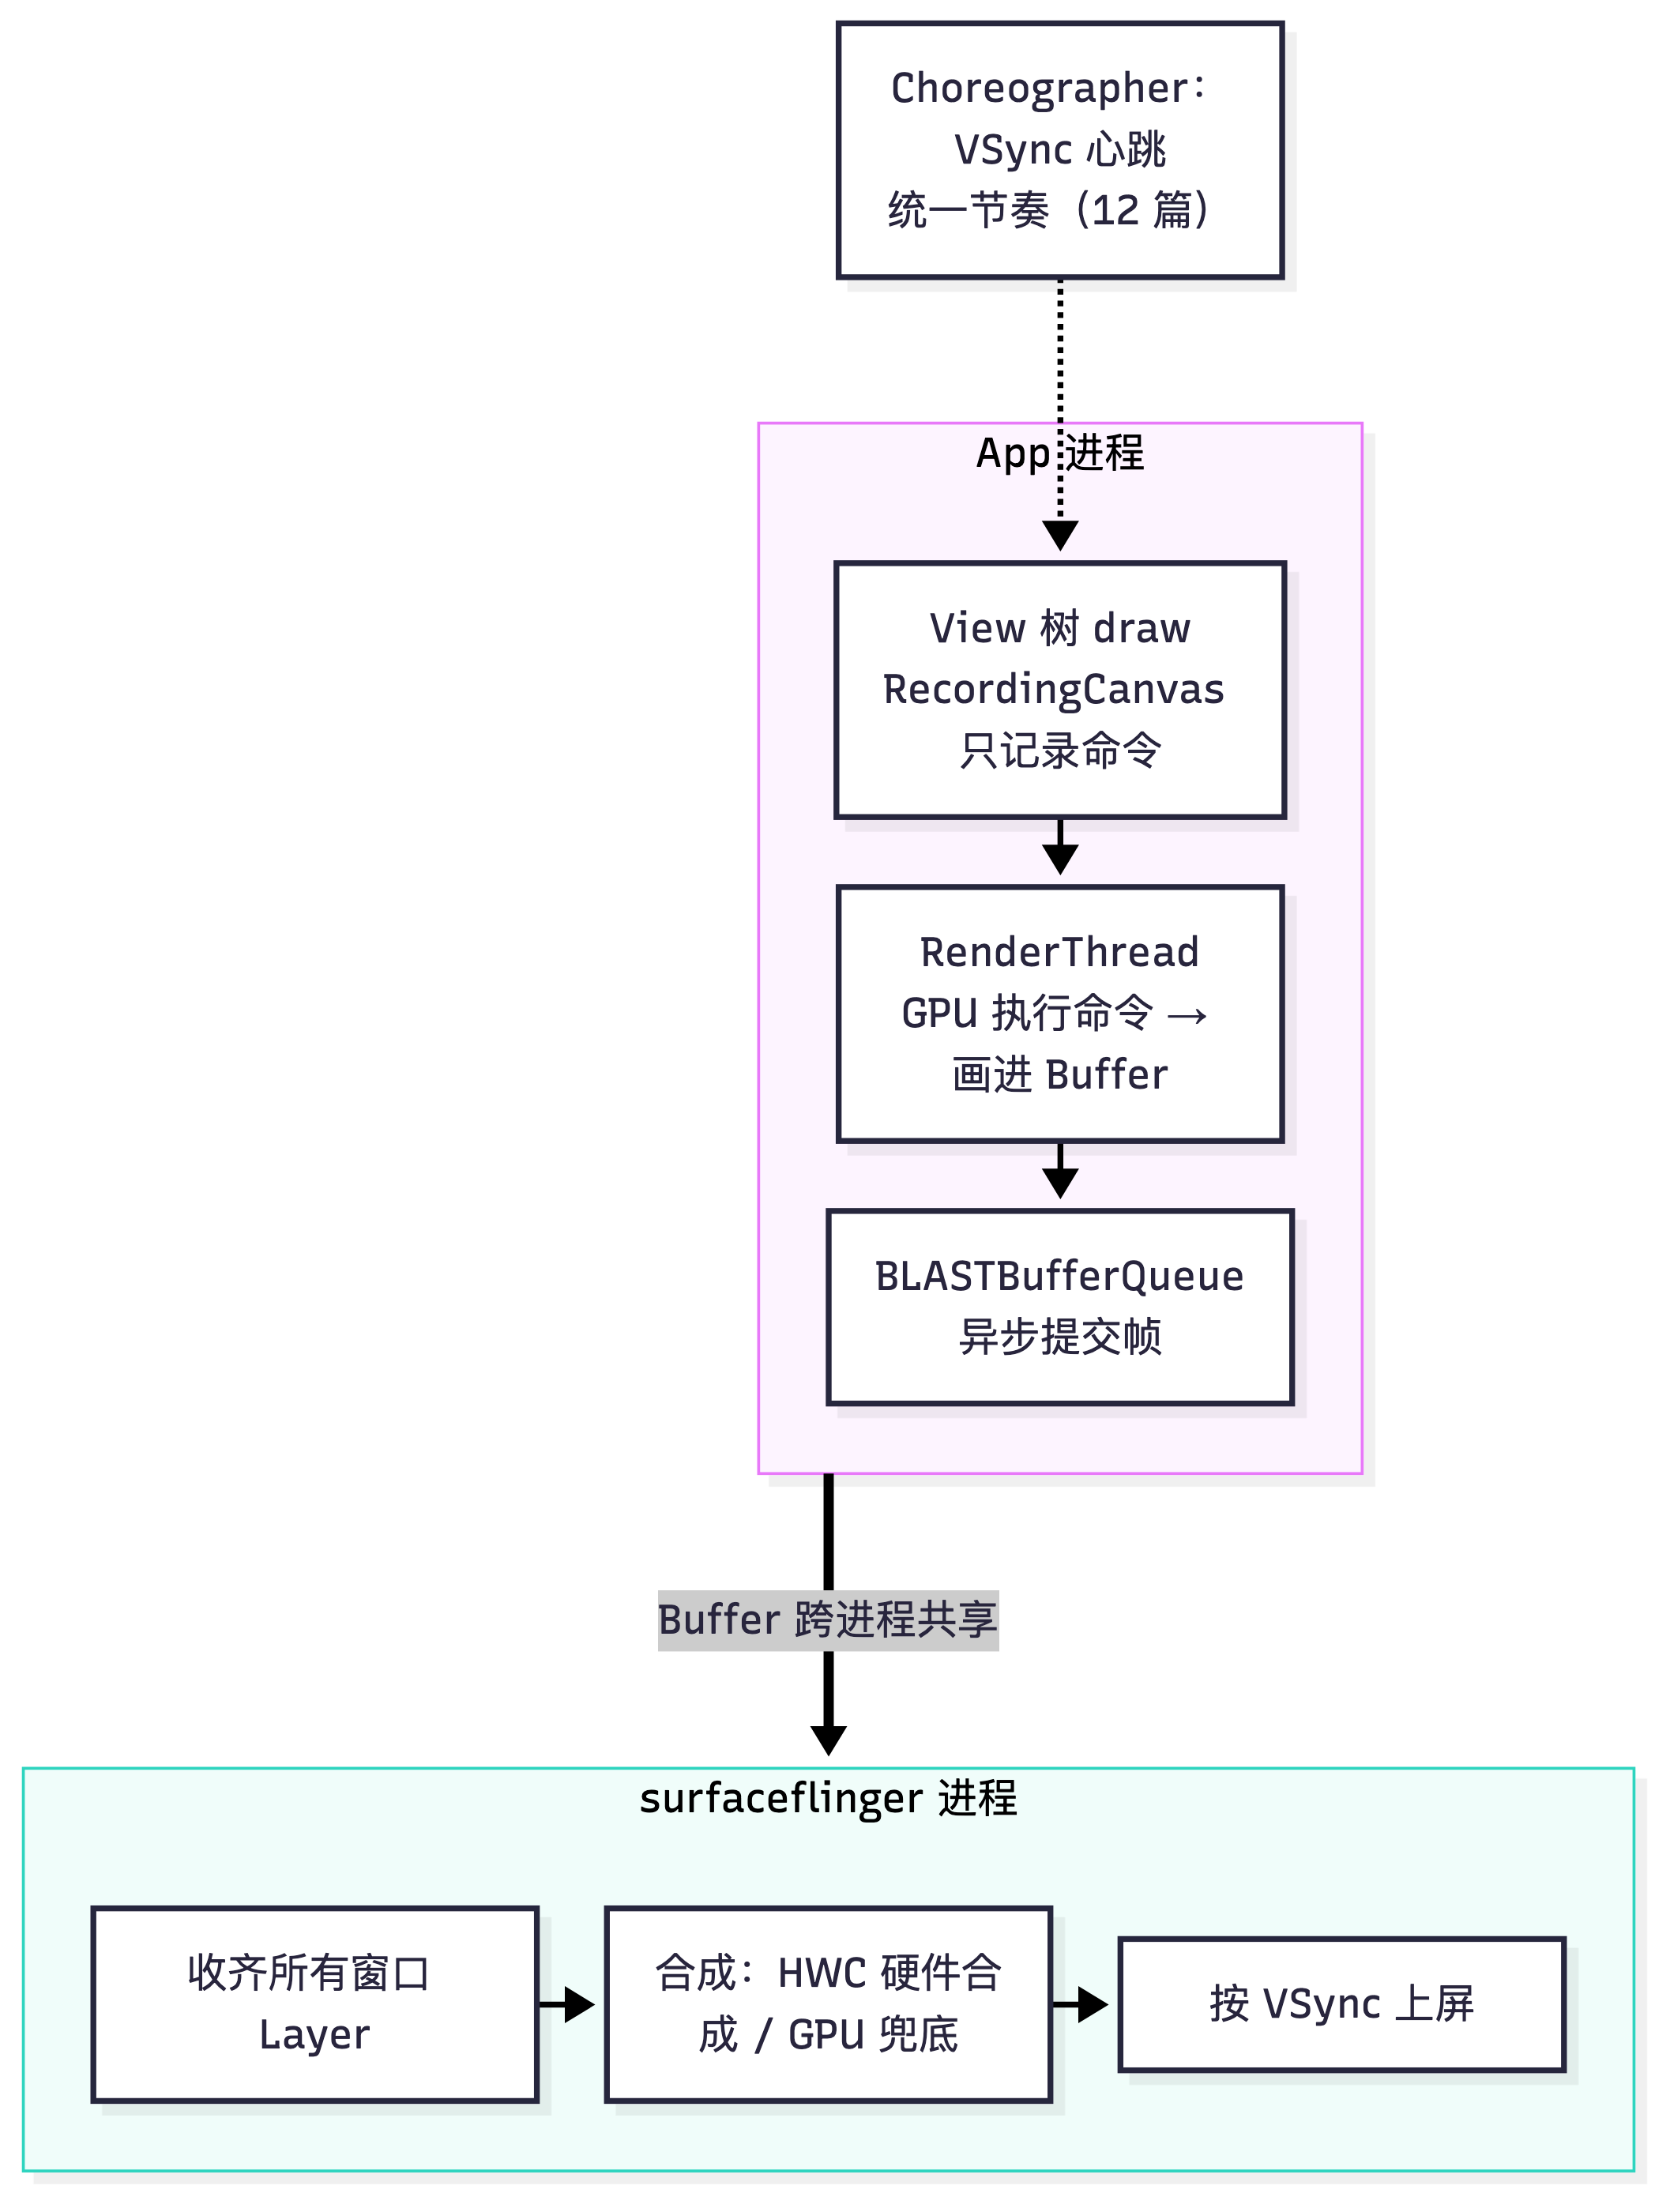 Choreographer:
VSync 心跳
统一节奏（12 篇）
App 进程
View 树 draw
RecordingCanvas
只记录命令
RenderThread
GPU 执行命令 →
画进 Buffer
BLASTBufferQueue
异步提交帧
Buffer 跨进程共享
surfaceflinger 进程
收齐所有窗口
Layer
合成：HWC 硬件合
成 / GPU 兜底
按 VSync 上屏